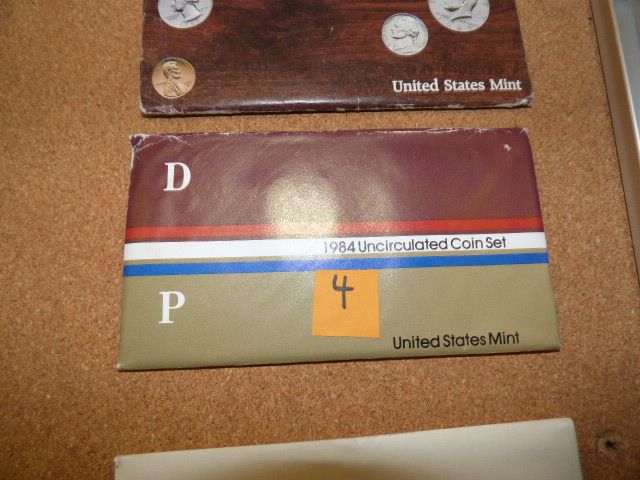 United States Mint
D
1984 Uncirculated Coin Set
P
4
United States Mint